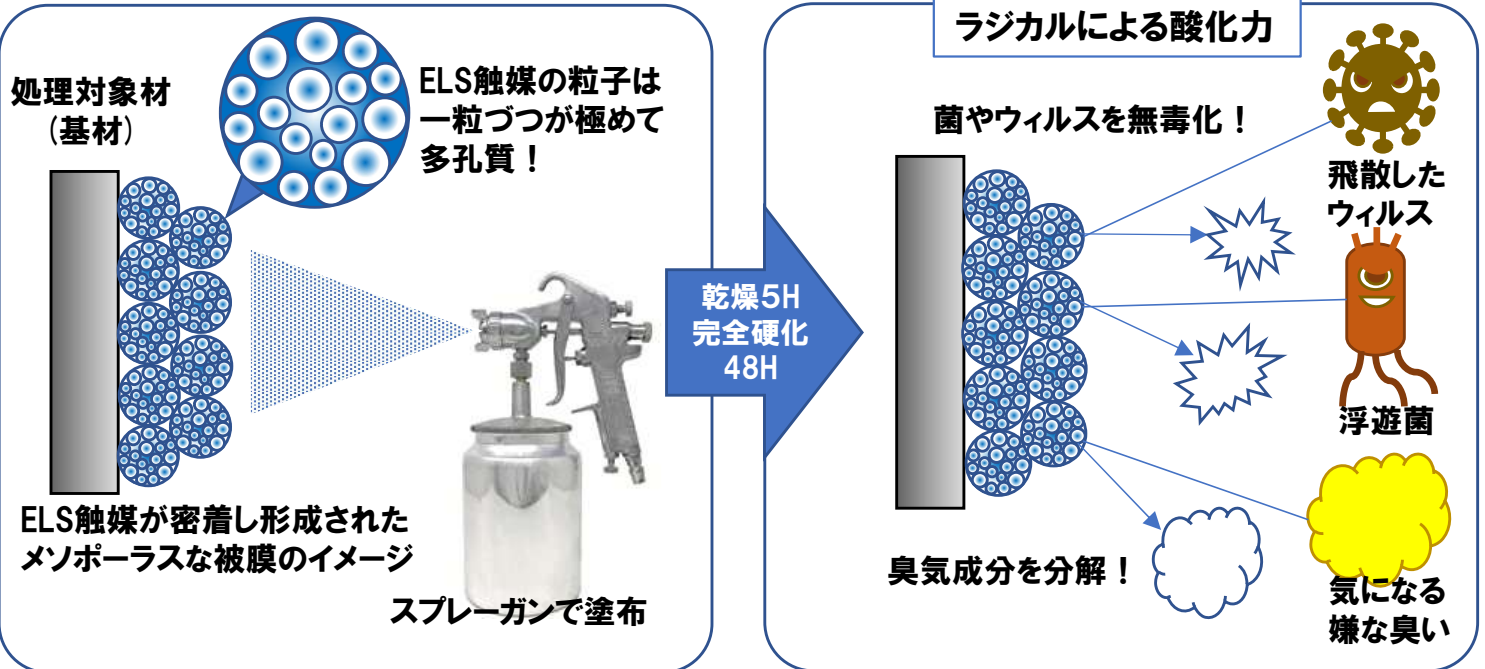 処理対象材
(基材)
ELS触媒の粒子は
一粒づつが極めて
多孔質！
ELS触媒が密着し形成された
メソポーラスな被膜のイメージ
スプレーガンで塗布
乾燥5H
完全硬化
48H
ラジカルによる酸化力
菌やウィルスを無毒化！
飛散した
ウィルス
浮遊菌
臭気成分を分解！
気になる
嫌な臭い